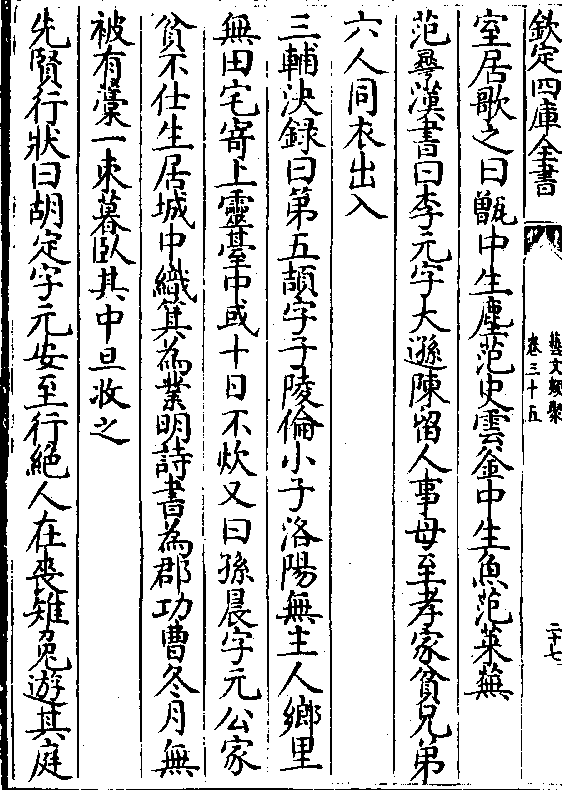 欽定四庫全書
藝文類聚
卷三十五
二十七
室居歌之曰甑中生塵范史雲釜中生魚范萊蕪
范曅漢書曰李元字大遜陳留人事母至孝家貧兄弟
六人同衣出入
三輔決録曰第五頡字子陵倫小子洛陽無主人鄉里
無田宅寄上靈臺中或十日不炊又曰孫晨字元公家
貧不仕生居城中織箕為業明詩書為郡功曹冬月無
被有藁一束暮臥其中旦收之
先賢行狀曰胡定字元安至行絶人在喪雉兔遊其庭